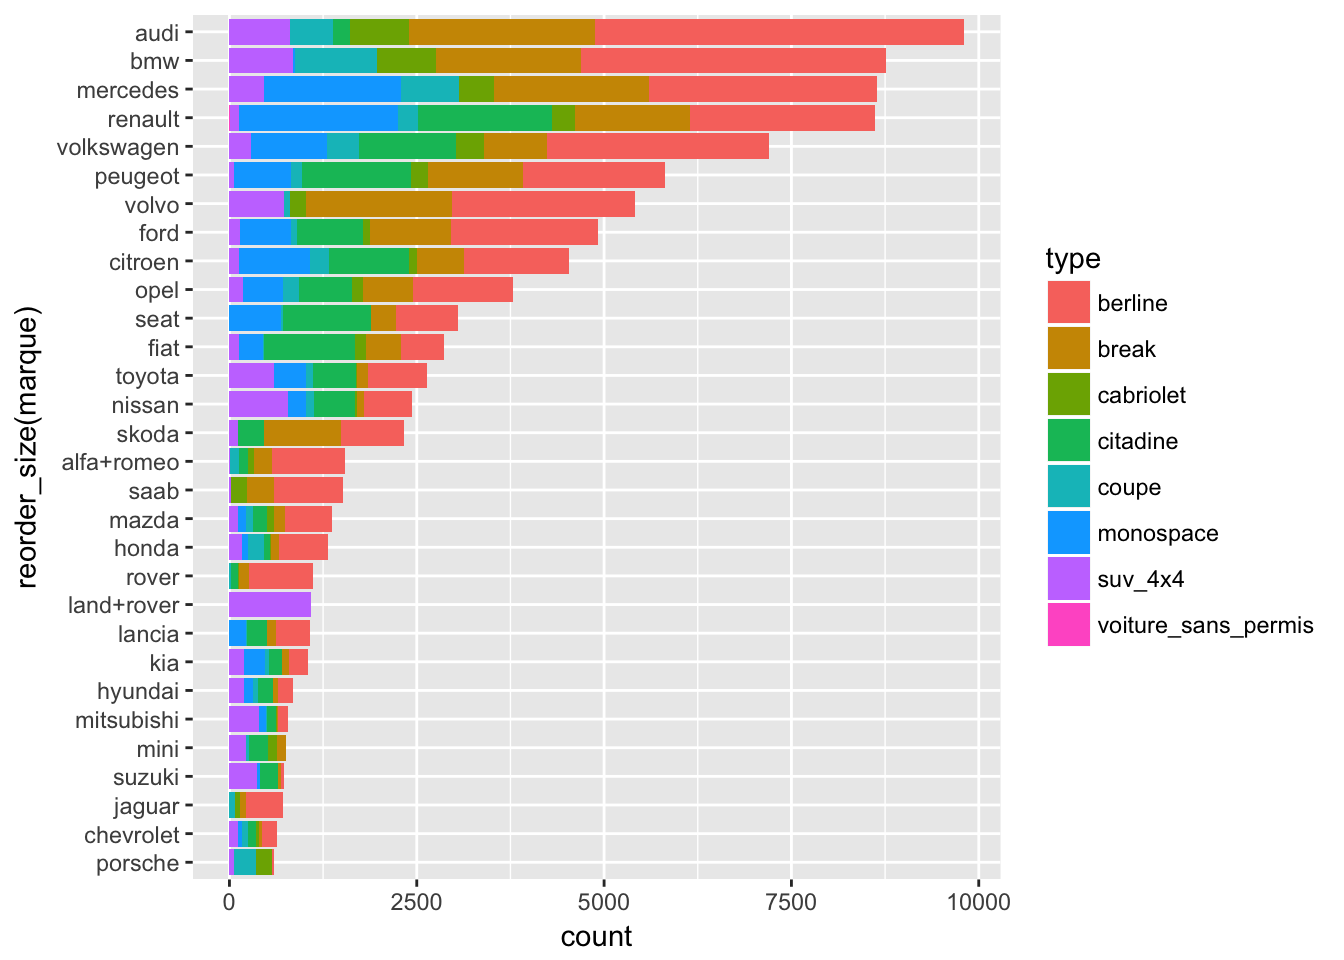 audi
bmw
mercedes
renault
volkswagen
peugeot
volvo
ford
citroen
opel
seat
fiat
toyota
nissan
skoda
alfa+romeo
saab
mazda
honda
rover
land+rover
lancia
kia
hyundai
mitsubishi
mini
suzuki
jaguar
chevrolet
porsche
reorder_size(marque)
0 2500 5000 7500 10000
count
type
berline
break
cabriolet
citadine
coupe
monospace
suv_4x4
voiture_sans_permis